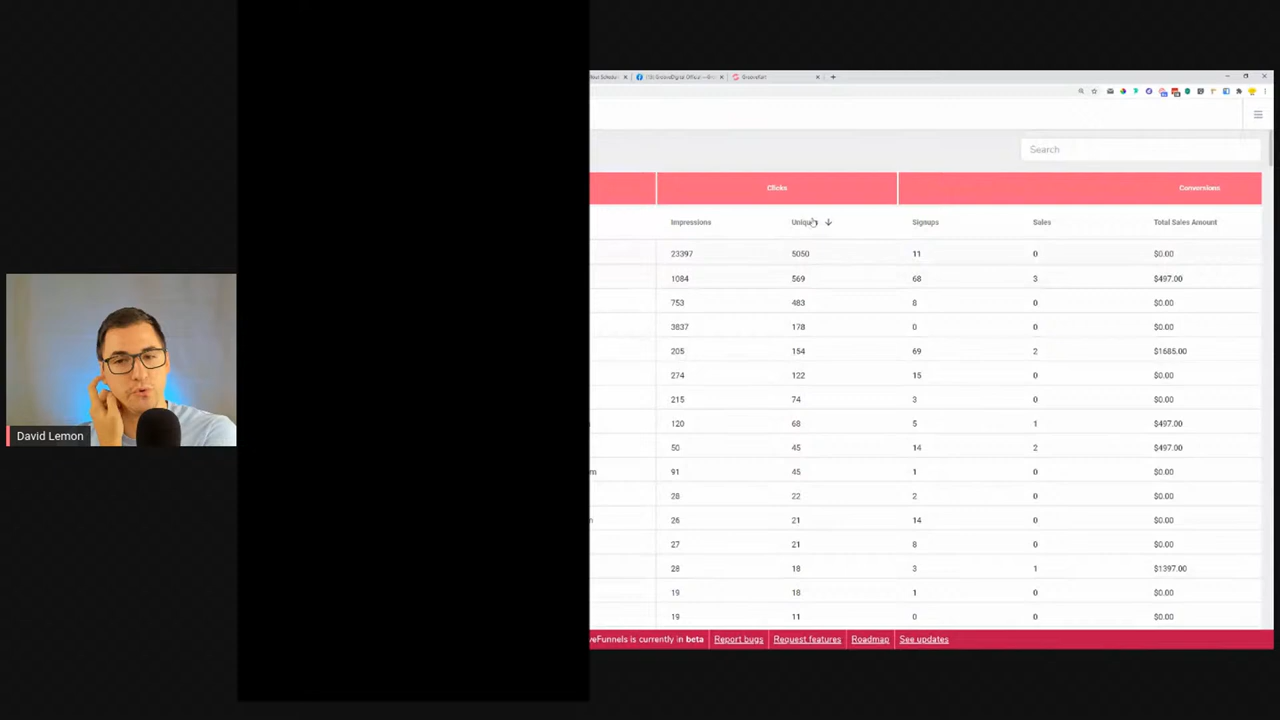 GrooveKart
Search
Clicks Conversions
Impressions Unique Signups Sales Total Sales Amount
23397 5050 11 0 $0.00
1084 569 68 3 $497.00
753 483 8 0 $0.00
3837 178 0 0 $0.00
205 154 69 2 $1685.00
274 122 15 0 $0.00
215 74 3 0 $0.00
120 68 5 1 $497.00
50 45 14 2 $497.00
91 45 1 0 $0.00
28 22 2 0 $0.00
26 21 14 0 $0.00
27 21 8 0 $0.00
28 18 3 1 $1397.00
19 18 1 0 $0.00
19 11 0 0 $0.00
David Lemon
veFunnels is currently in beta Report bugs Request features Roadmap See updates